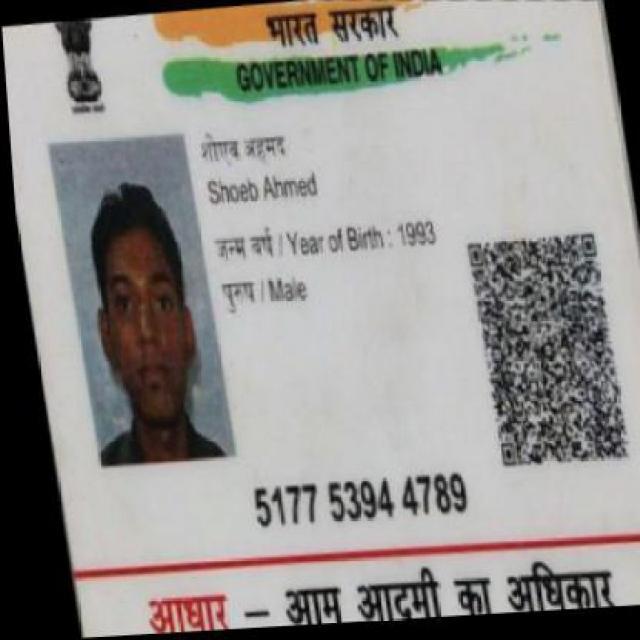 भारत सरकार
GOVERNMENT OF INDIA
शोएब अहमद
Shoeb Ahmed
जन्म वर्ष / Year of Birth : 1993
पुरुष / Male
5177 5394 4789
आधार – आम आदमी का अधिकार